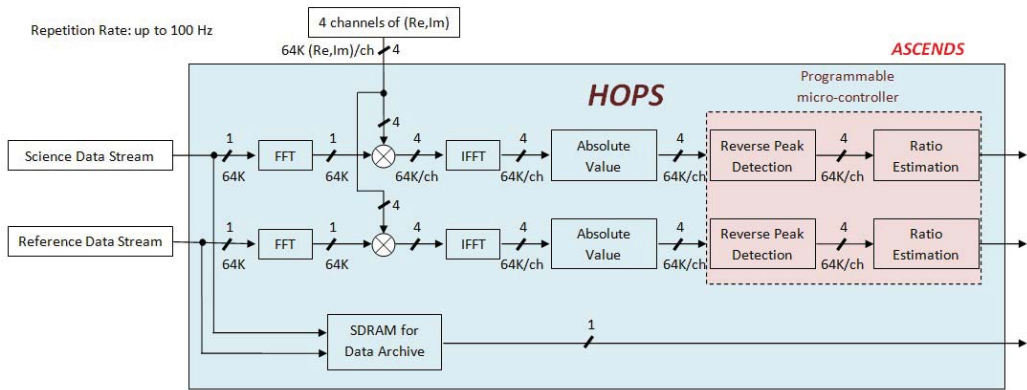 4 channels of (Re,Im)
Repetition Rate: up to 100 Hz
64K (Re,Im)/ch
4
ASCENDS
HOPS
Programmable
micro-controller
4
Science Data Stream
1
64K
FFT
1
64K
4
64K/ch
IFFT
4
64K/ch
Absolute
Value
4
64K/ch
Reverse Peak
Detection
4
64K/ch
Ratio
Estimation
4
Reference Data Stream
1
64K
FFT
1
64K
4
64K/ch
IFFT
4
64K/ch
Absolute
Value
4
64K/ch
Reverse Peak
Detection
4
64K/ch
Ratio
Estimation
SDRAM for
Data Archive
1